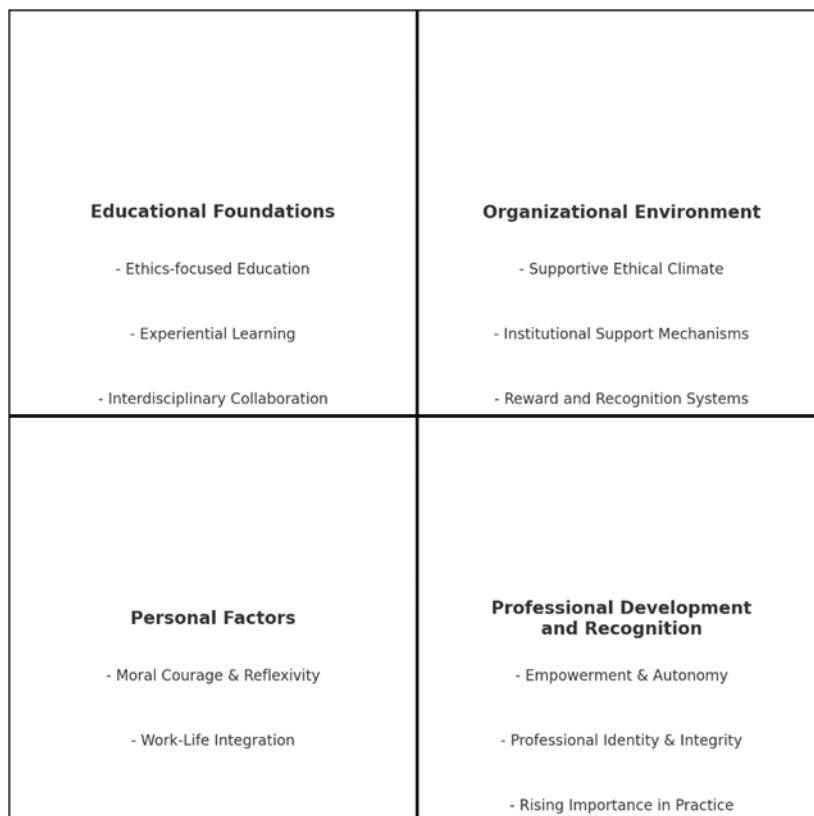 Educational Foundations
- Ethics-focused Education
- Experiential Learning
- Interdisciplinary Collaboration
Organizational Environment
- Supportive Ethical Climate
- Institutional Support Mechanisms
- Reward and Recognition Systems
Personal Factors
- Moral Courage & Reflexivity
- Work-Life Integration
Professional Development
and Recognition
- Empowerment & Autonomy
- Professional Identity & Integrity
- Rising Importance in Practice